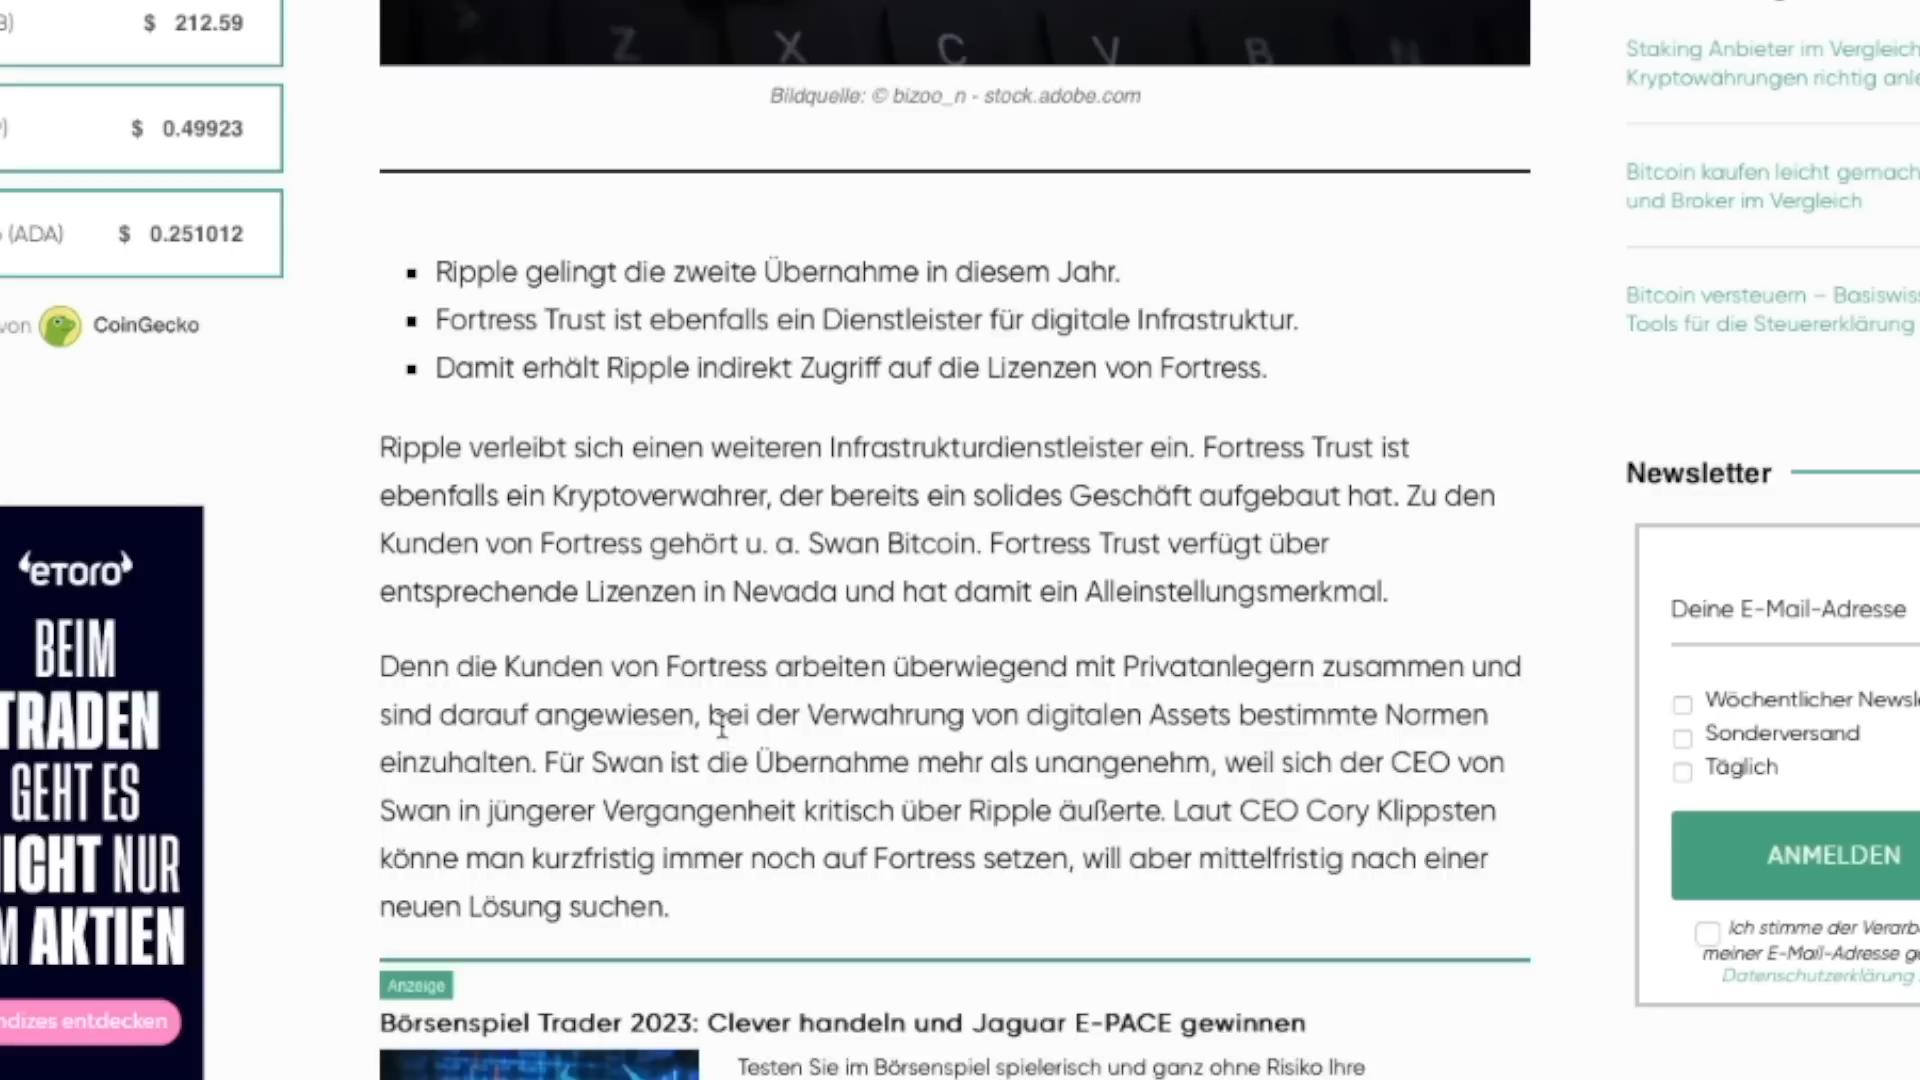 $ 212.59
$ 0.49923
(ADA) $ 0.251012
von CoinGecko
eToro
BEIM
TRADEN
GEHT ES
NICHT NUR
AKTIEN
entdecken
Z X C V B N
Bildquelle: © bizoo_n - stock.adobe.com
▪ Ripple gelingt die zweite Übernahme in diesem Jahr.
▪ Fortress Trust ist ebenfalls ein Dienstleister für digitale Infrastruktur.
▪ Damit erhält Ripple indirekt Zugriff auf die Lizenzen von Fortress.
Ripple verleibt sich einen weiteren Infrastrukturdienstleister ein. Fortress Trust ist
ebenfalls ein Kryptoverwahrer, der bereits ein solides Geschäft aufgebaut hat. Zu den
Kunden von Fortress gehört u. a. Swan Bitcoin. Fortress Trust verfügt über
entsprechende Lizenzen in Nevada und hat damit ein Alleinstellungsmerkmal.
Denn die Kunden von Fortress arbeiten überwiegend mit Privatanlegern zusammen und
sind darauf angewiesen, bei der Verwahrung von digitalen Assets bestimmte Normen
einzuhalten. Für Swan ist die Übernahme mehr als unangenehm, weil sich der CEO von
Swan in jüngerer Vergangenheit kritisch über Ripple äußerte. Laut CEO Cory Klippsten
könne man kurzfristig immer noch auf Fortress setzen, will aber mittelfristig nach einer
neuen Lösung suchen.
Anzeige
Börsenspiel Trader 2023: Clever handeln und Jaguar E-PACE gewinnen
Testen Sie im Börsenspiel spielerisch und ganz ohne Risiko Ihre
Staking Anbieter im Vergleich
Kryptowährungen richtig
Bitcoin kaufen leicht
und Broker im Vergleich
Bitcoin versteuern –
Tools für die Steuererklärung
Newsletter
Deine E-Mail-Adresse
Wöchentlicher
Sonderversand
Täglich
ANMELDEN
Ich stimme der
meiner E-Mail-Adresse
Datenschutzerklärung